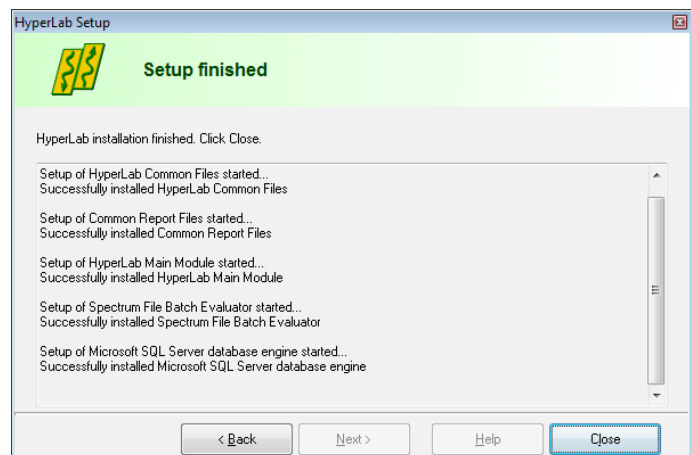 HyperLab Setup
Setup finished
HyperLab installation finished. Click Close.
Setup of HyperLab Common Files started...
Successfully installed HyperLab Common Files
Setup of Common Report Files started...
Successfully installed Common Report Files
Setup of HyperLab Main Module started...
Successfully installed HyperLab Main Module
Setup of Spectrum File Batch Evaluator started...
Successfully installed Spectrum File Batch Evaluator
Setup of Microsoft SQL Server database engine started...
Successfully installed Microsoft SQL Server database engine
< Back Next > Help Close